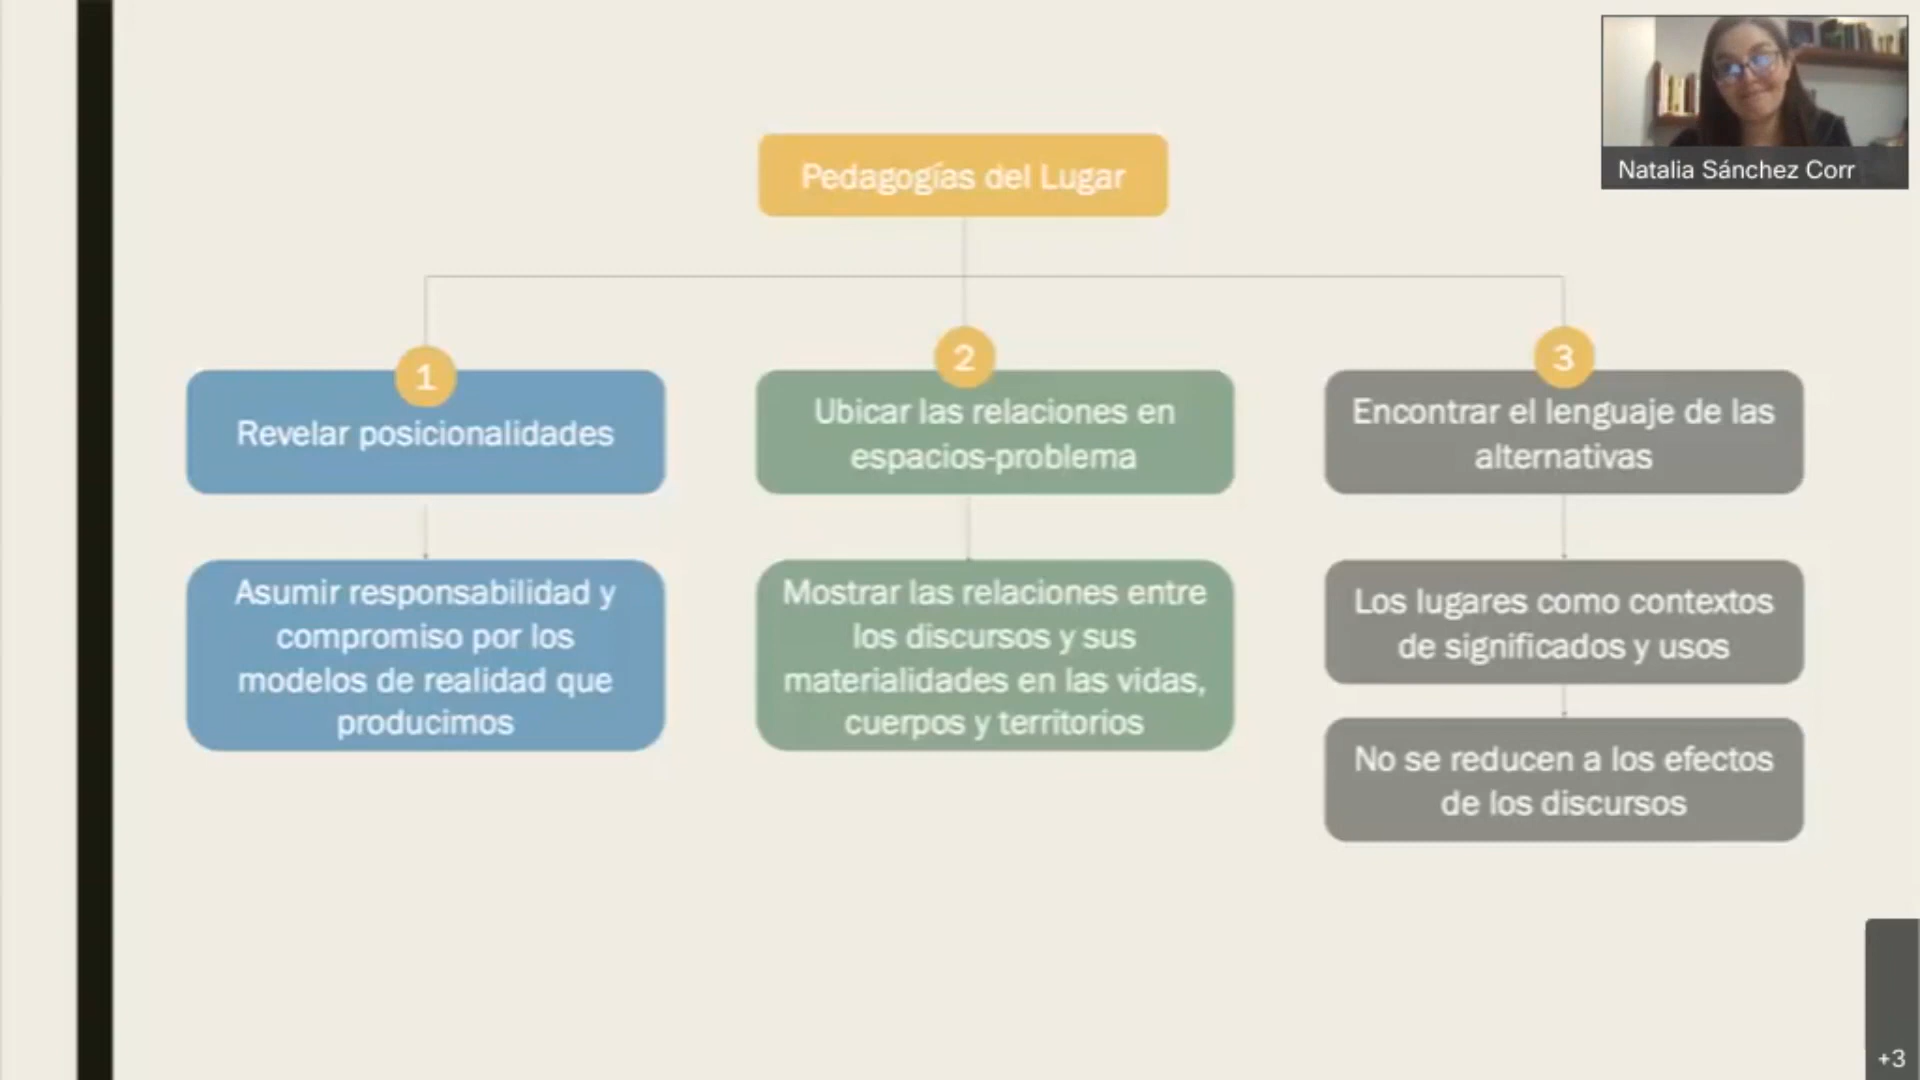 Natalia Sánchez Corr
Pedagogías del Lugar
1
Revelar posicionalidades
Asumir responsabilidad y
compromiso por los
modelos de realidad que
producimos
2
Ubicar las relaciones en
espacios-problema
Mostrar las relaciones entre
los discursos y sus
materialidades en las vidas,
cuerpos y territorios
3
Encontrar el lenguaje de las
alternativas
Los lugares como contextos
de significados y usos
No se reducen a los efectos
de los discursos
+3